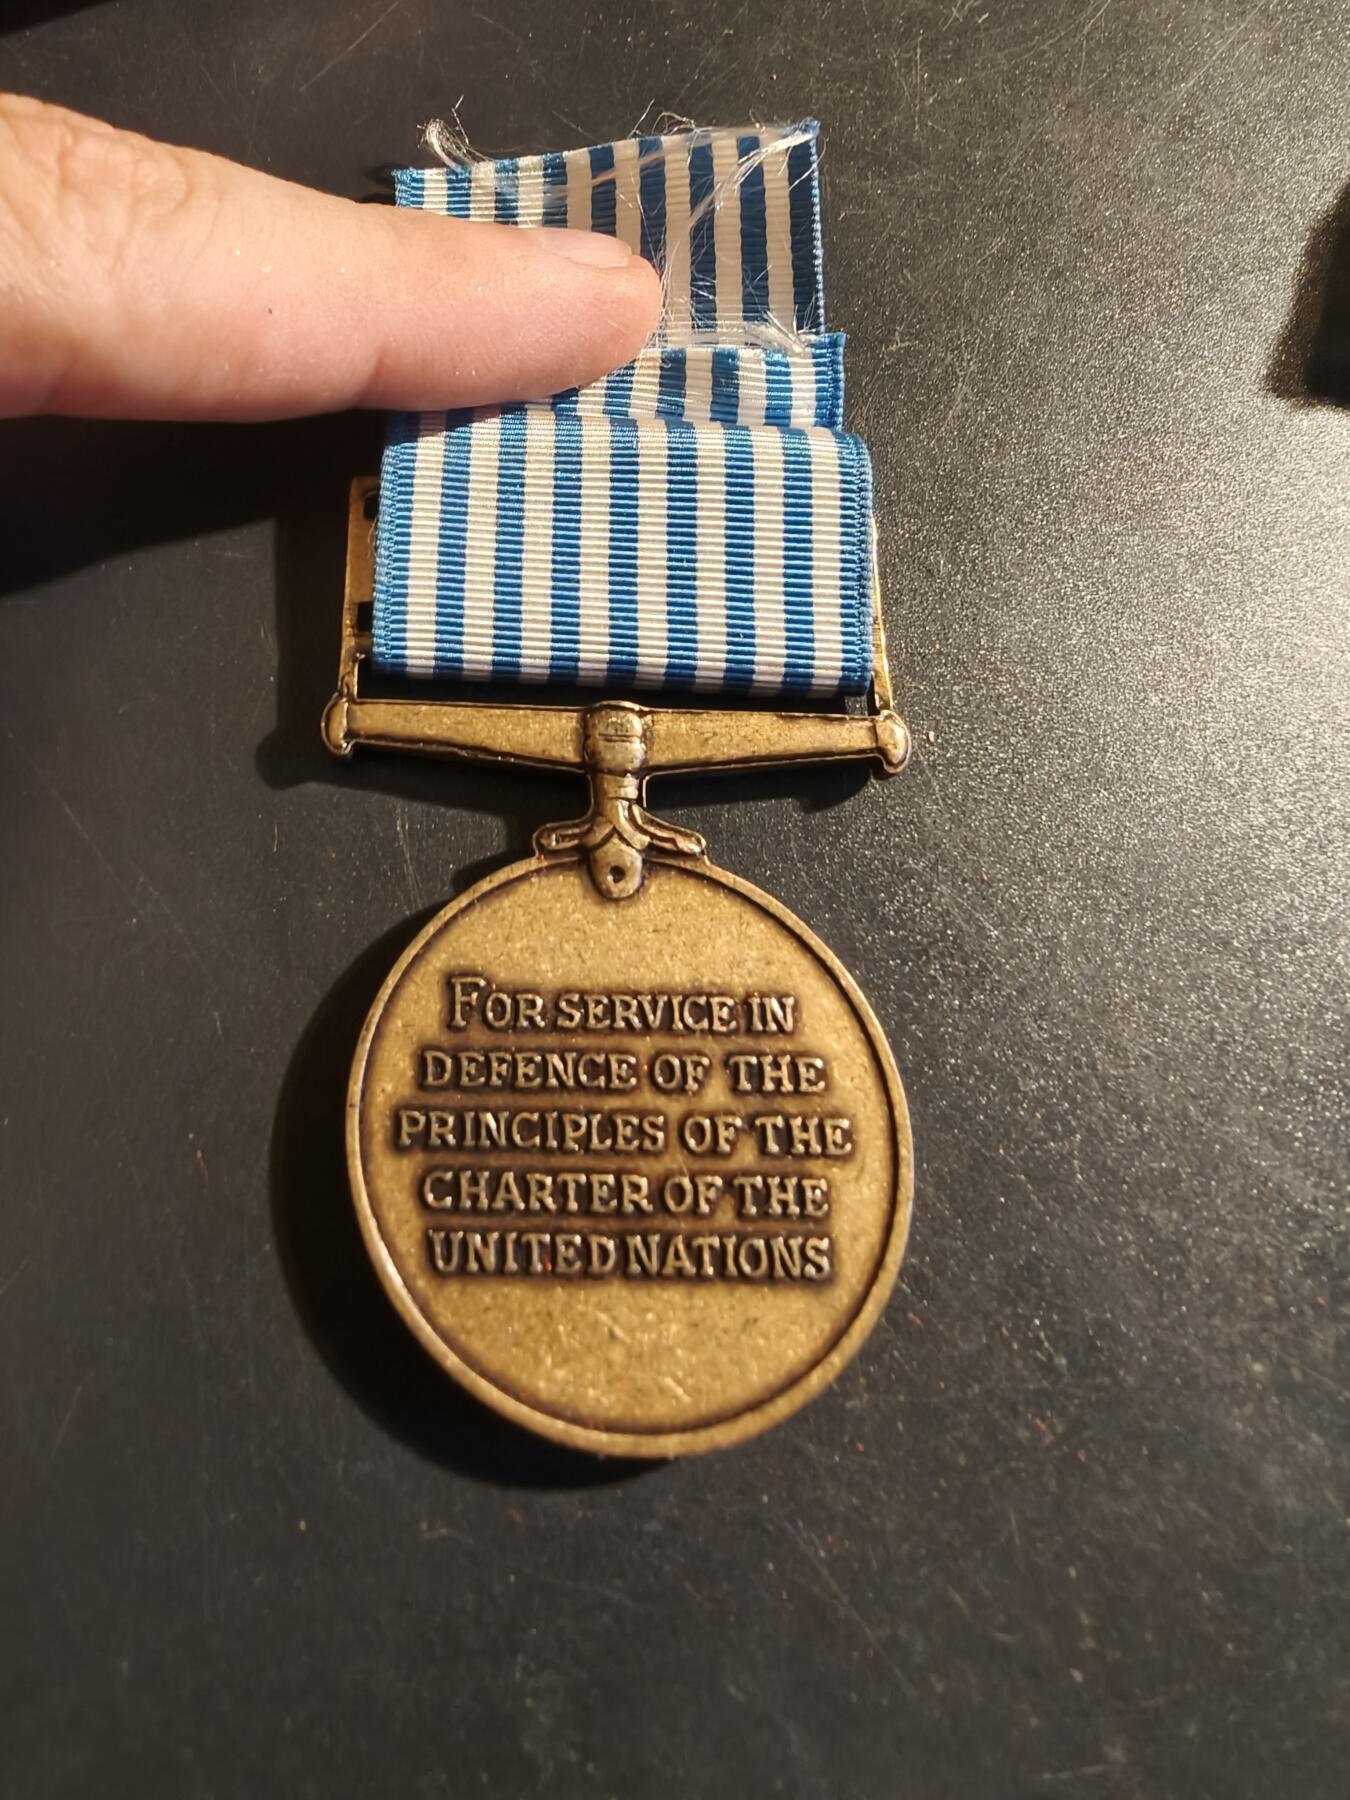 FOR SERVICE IN
DEFENCE OF THE
PRINCIPLES OF THE
CHARTER OF THE
UNITED NATIONS